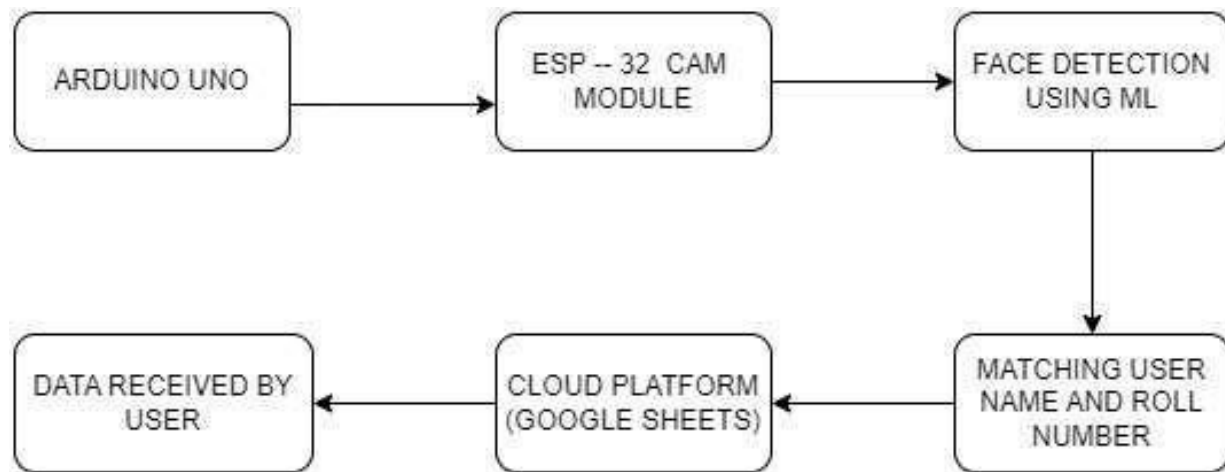 ARDUINO UNO
ESP -- 32 CAM
MODULE
FACE DETECTION
USING ML
MATCHING USER
NAME AND ROLL
NUMBER
CLOUD PLATFORM
(GOOGLE SHEETS)
DATA RECEIVED BY
USER